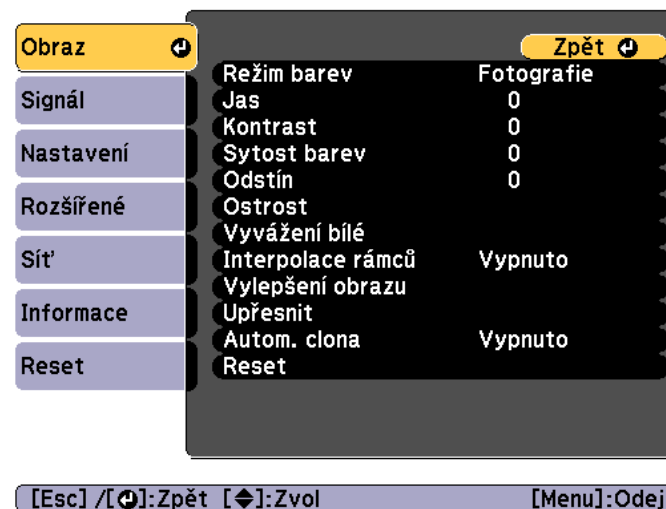 Obraz
Signál
Nastavení
Rozšířené
Síť
Informace
Reset
Zpět
Režim barev Fotografie
Jas 0
Kontrast 0
Sytost barev 0
Odstín 0
Ostrost
Vyvážení bílé
Interpolace rámců Vypnuto
Vylepšení obrazu
Upřesnit
Autom. clona Vypnuto
Reset
[Esc] /[⏎]:Zpět [◆]:Zvol [Menu]:Odej